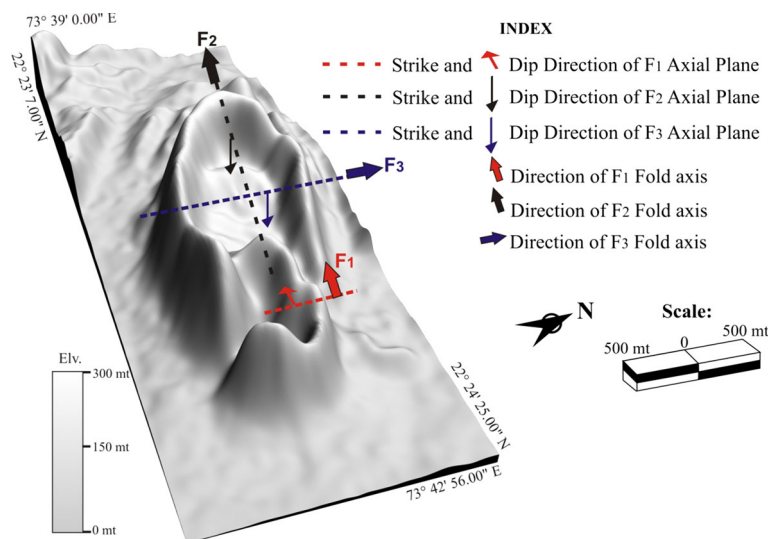 73° 39' 0.00" E
22° 23' 7.00" N
F2
F3
F1
INDEX
Strike and Dip Direction of F1 Axial Plane
Strike and Dip Direction of F2 Axial Plane
Strike and Dip Direction of F3 Axial Plane
Direction of F1 Fold axis
Direction of F2 Fold axis
Direction of F3 Fold axis
N
Scale:
500 mt 0 500 mt
Elv.
300 mt
150 mt
0 mt
22° 24' 25.00" N
73° 42' 56.00" E